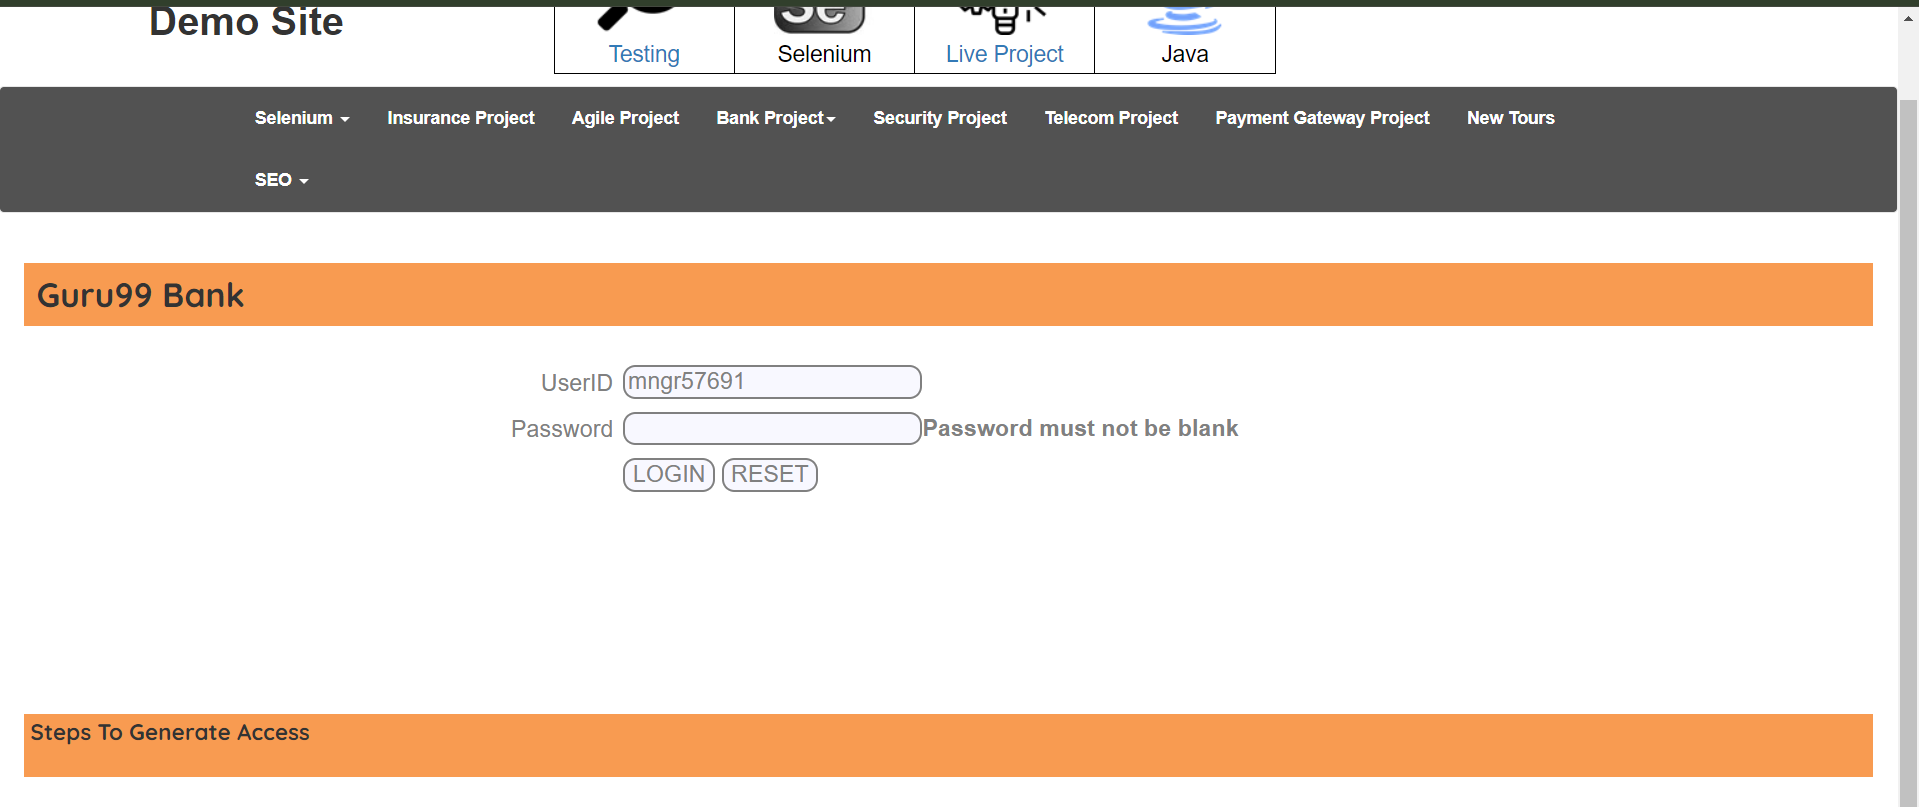 Demo Site
Se
Testing
Selenium
Live Project
Java
Selenium
Insurance Project
Agile Project
Bank Project
Security Project
Telecom Project
Payment Gateway Project
New Tours
SEO
Guru99 Bank
UserID mngr57691
Password Password must not be blank
LOGIN RESET
Steps To Generate Access